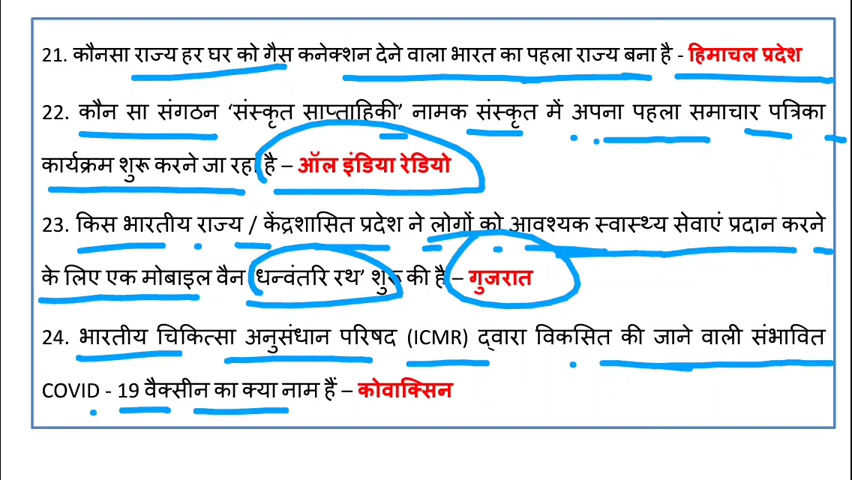 21. कौनसा राज्य हर घर को गैस कनेक्शन देने वाला भारत का पहला राज्य बना है - हिमाचल प्रदेश
22. कौन सा संगठन ‘संस्कृत साप्ताहिकी’ नामक संस्कृत में अपना पहला समाचार पत्रिका
कार्यक्रम शुरू करने जा रहा है – ऑल इंडिया रेडियो
23. किस भारतीय राज्य / केंद्रशासित प्रदेश ने लोगों को आवश्यक स्वास्थ्य सेवाएं प्रदान करने
के लिए एक मोबाइल वैन ‘धन्वंतरि रथ’ शुरू की है – गुजरात
24. भारतीय चिकित्सा अनुसंधान परिषद (ICMR) द्वारा विकसित की जाने वाली संभावित
COVID - 19 वैक्सीन का क्या नाम हैं – कोवाक्सिन